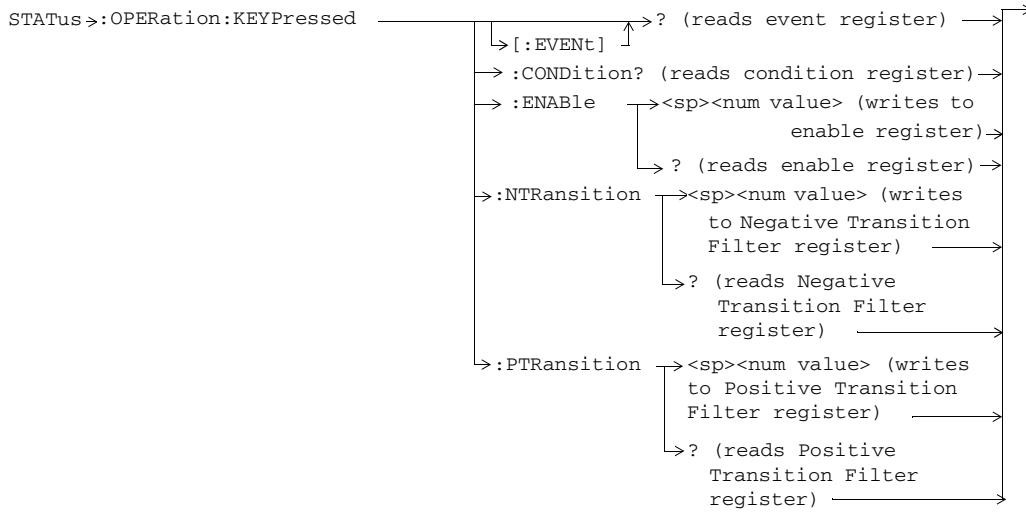 STATus :OPERation:KEYPressed ? (reads event register)
[:EVENt]
:CONDition? (reads condition register)
:ENABle <sp><num value> (writes to
enable register)
? (reads enable register)
:NTRansition <sp><num value> (writes
to Negative Transition
Filter register)
? (reads Negative
Transition Filter
register)
:PTRansition <sp><num value> (writes
to Positive Transition
Filter register)
? (reads Positive
Transition Filter
register)